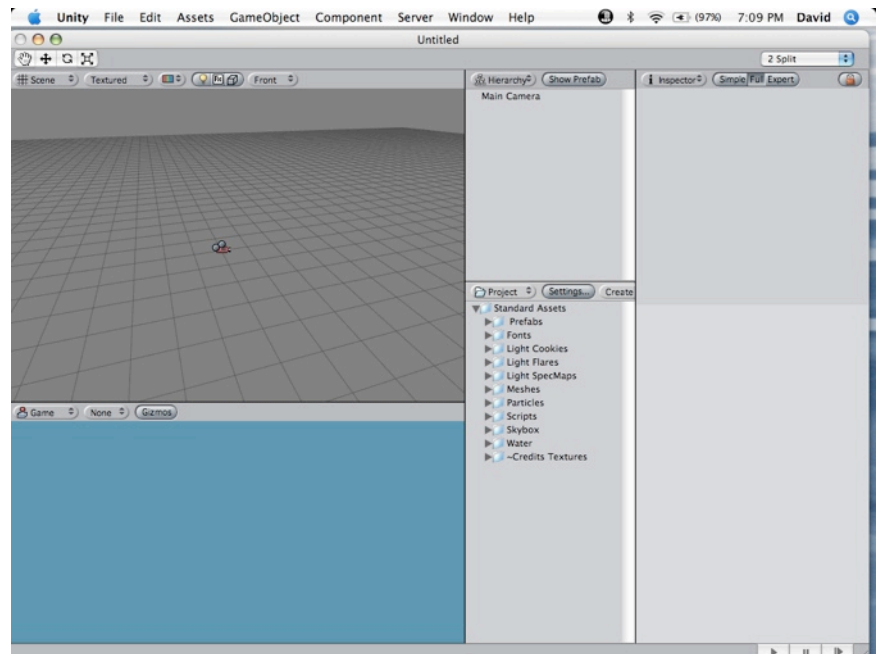 Unity File Edit Assets GameObject Component Server Window Help (97%) 7:09 PM David
Untitled
2 Split
Scene Textured Fx Front
Hierarchy Show Prefab
Inspector Simple Full Expert
Main Camera
Project Settings... Create
Standard Assets
Prefabs
Fonts
Light Cookies
Light Flares
Light SpecMaps
Meshes
Particles
Scripts
Skybox
Water
~Credits Textures
Game None Gizmos